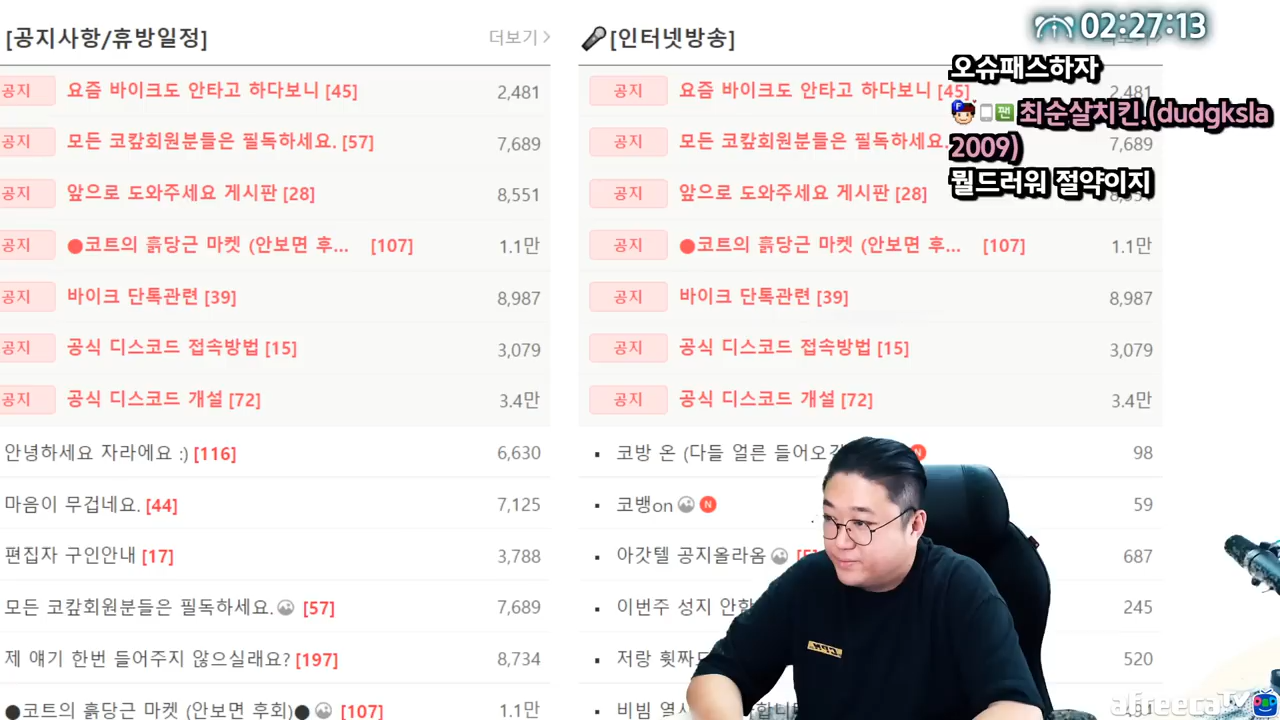 [공지사항/휴방일정]
더보기 >
공지 요즘 바이크도 안타고 하다보니 [45] 2,481
공지 모든 코캎회원분들은 필독하세요. [57] 7,689
공지 앞으로 도와주세요 게시판 [28] 8,551
공지 ●코트의 흙당근 마켓 (안보면 후... [107] 1.1만
공지 바이크 단톡관련 [39] 8,987
공지 공식 디스코드 접속방법 [15] 3,079
공지 공식 디스코드 개설 [72] 3.4만
안녕하세요 자라에요 :) [116] 6,630
마음이 무겁네요. [44] 7,125
편집자 구인안내 [17] 3,788
모든 코캎회원분들은 필독하세요. [57] 7,689
제 얘기 한번 들어주지 않으실래요? [197] 8,734
●코트의 흙당근 마켓 (안보면 후회)● [107] 1.1만
[인터넷방송]
공지 요즘 바이크도 안타고 하다보니 [45] 2,481
공지 모든 코캎회원분들은 필독하세요. 7,689
공지 앞으로 도와주세요 게시판 [28]
공지 ●코트의 흙당근 마켓 (안보면 후... [107] 1.1만
공지 바이크 단톡관련 [39] 8,987
공지 공식 디스코드 접속방법 [15] 3,079
공지 공식 디스코드 개설 [72] 3.4만
코방 온 (다들 얼른 들어오 N 98
코뱅on N 59
아갓텔 공지올라옴 687
이번주 성지 안 245
저랑 횟짜 520
비빔
02:27:13
오슈패스하자
팬 최순살치킨.(dudgksla
2009)
뭘드러워 절약이지
afreecaTV